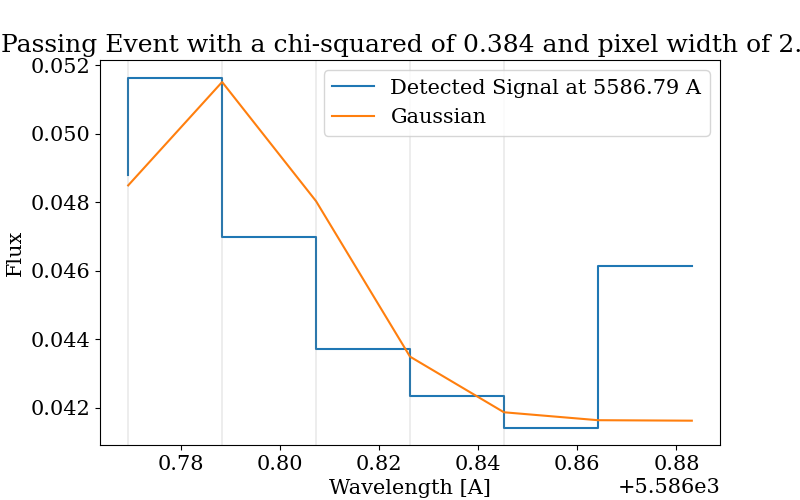 Passing Event with a chi-squared of 0.384 and pixel width of 2.
0.052
Detected Signal at 5586.79 A
Gaussian
0.050
0.048
Flux
0.046
0.044
0.042
0.78 0.80 0.82 0.84 0.86 0.88
Wavelength [A]
+5.586e3